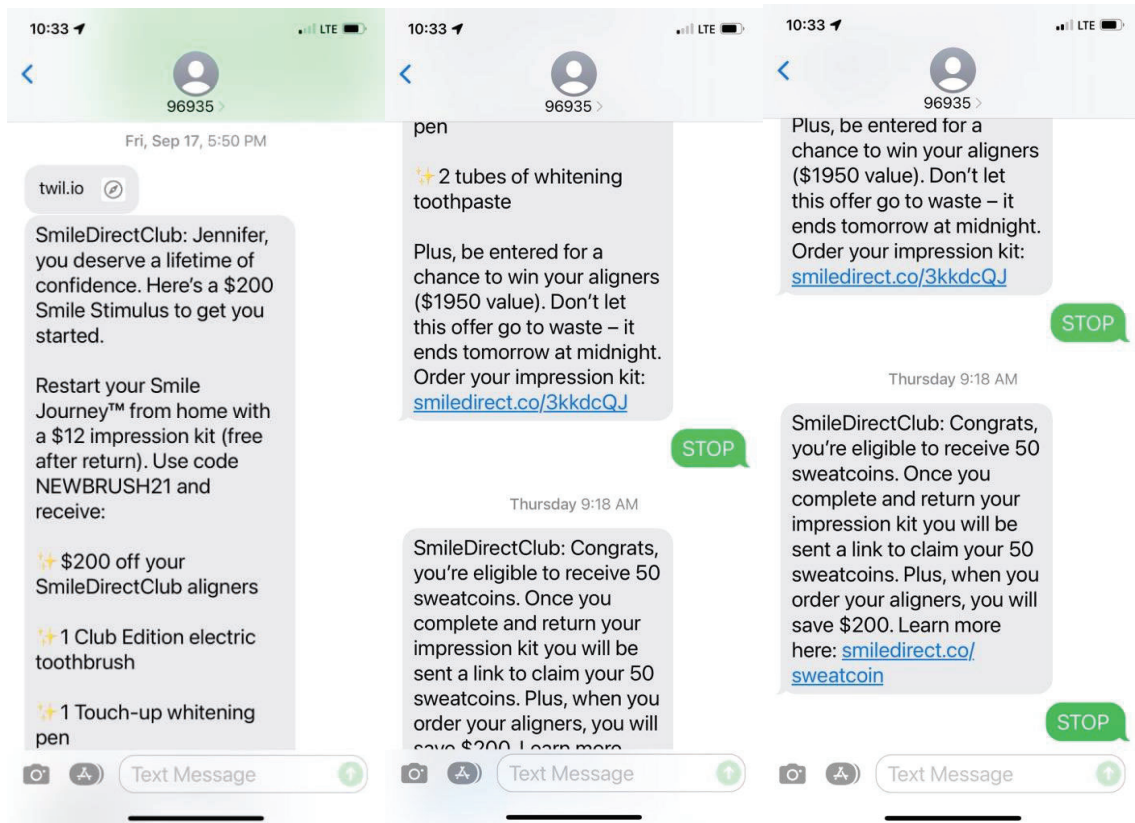 10:33
LTE
96935
Fri, Sep 17, 5:50 PM
twil.io
SmileDirectClub: Jennifer,
you deserve a lifetime of
confidence. Here’s a $200
Smile Stimulus to get you
started.
Restart your Smile
Journey™ from home with
a $12 impression kit (free
after return). Use code
NEWBRUSH21 and
receive:
✨$200 off your
SmileDirectClub aligners
✨1 Club Edition electric
toothbrush
✨1 Touch-up whitening
pen
Text Message
10:33
LTE
96935
pen
✨2 tubes of whitening
toothpaste
Plus, be entered for a
chance to win your aligners
($1950 value). Don’t let
this offer go to waste – it
ends tomorrow at midnight.
Order your impression kit:
smiledirect.co/3kkdcQJ
STOP
Thursday 9:18 AM
SmileDirectClub: Congrats,
you’re eligible to receive 50
sweatcoins. Once you
complete and return your
impression kit you will be
sent a link to claim your 50
sweatcoins. Plus, when you
order your aligners, you will
save $200. Learn more
Text Message
10:33
LTE
96935
Plus, be entered for a
chance to win your aligners
($1950 value). Don’t let
this offer go to waste – it
ends tomorrow at midnight.
Order your impression kit:
smiledirect.co/3kkdcQJ
STOP
Thursday 9:18 AM
SmileDirectClub: Congrats,
you’re eligible to receive 50
sweatcoins. Once you
complete and return your
impression kit you will be
sent a link to claim your 50
sweatcoins. Plus, when you
order your aligners, you will
save $200. Learn more
here: smiledirect.co/
sweatcoin
STOP
Text Message